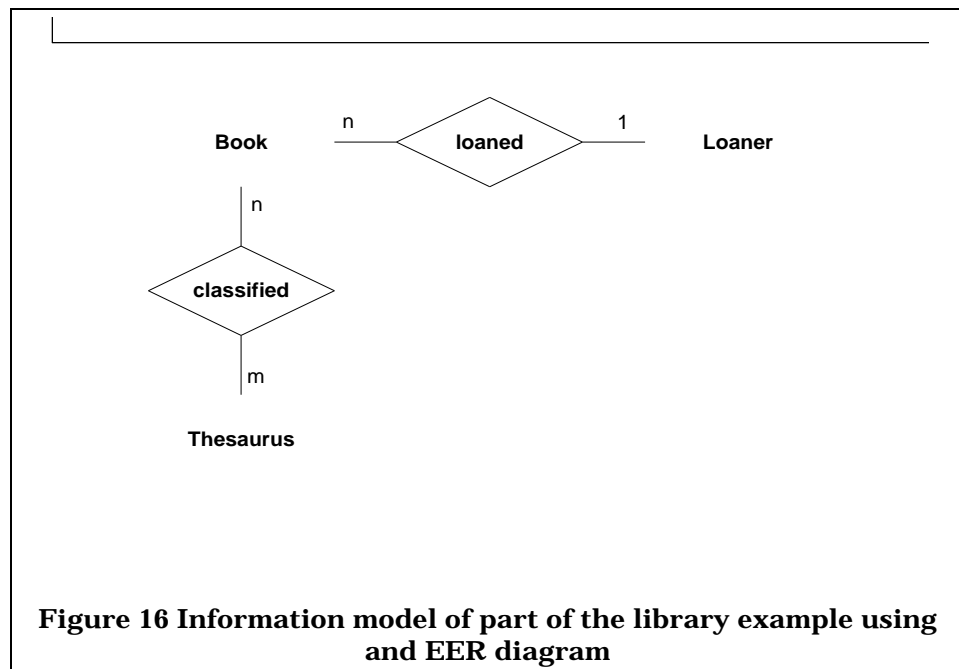 n 1
Book loaned Loaner
n
classified
m
Thesaurus
Figure 16 Information model of part of the library example using
and EER diagram